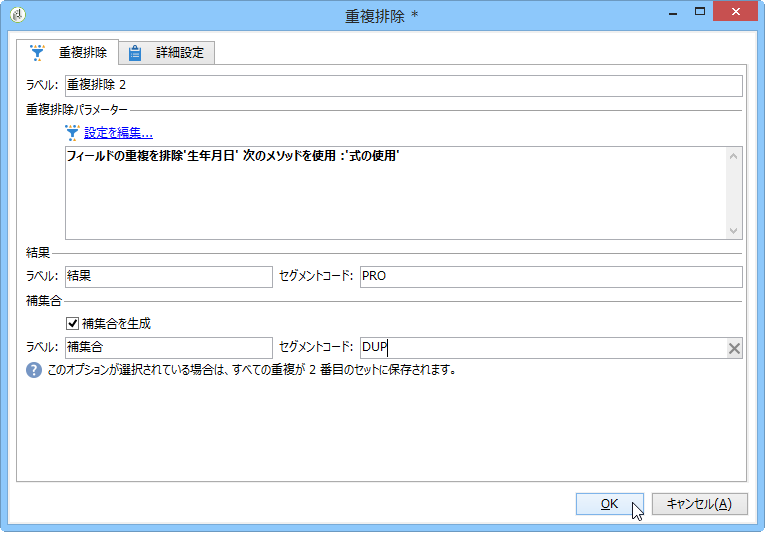 重複排除 *
重複排除
詳細設定
ラベル: 重複排除 2
重複排除パラメーター
設定を編集...
フィールドの重複を排除'生年月日' 次のメソッドを使用 :'式の使用'
結果
ラベル: 結果 セグメントコード: PRO
補集合
補集合を生成
ラベル: 補集合 セグメントコード: DUP
このオプションが選択されている場合は、すべての重複が 2 番目のセットに保存されます。
OK キャンセル(A)